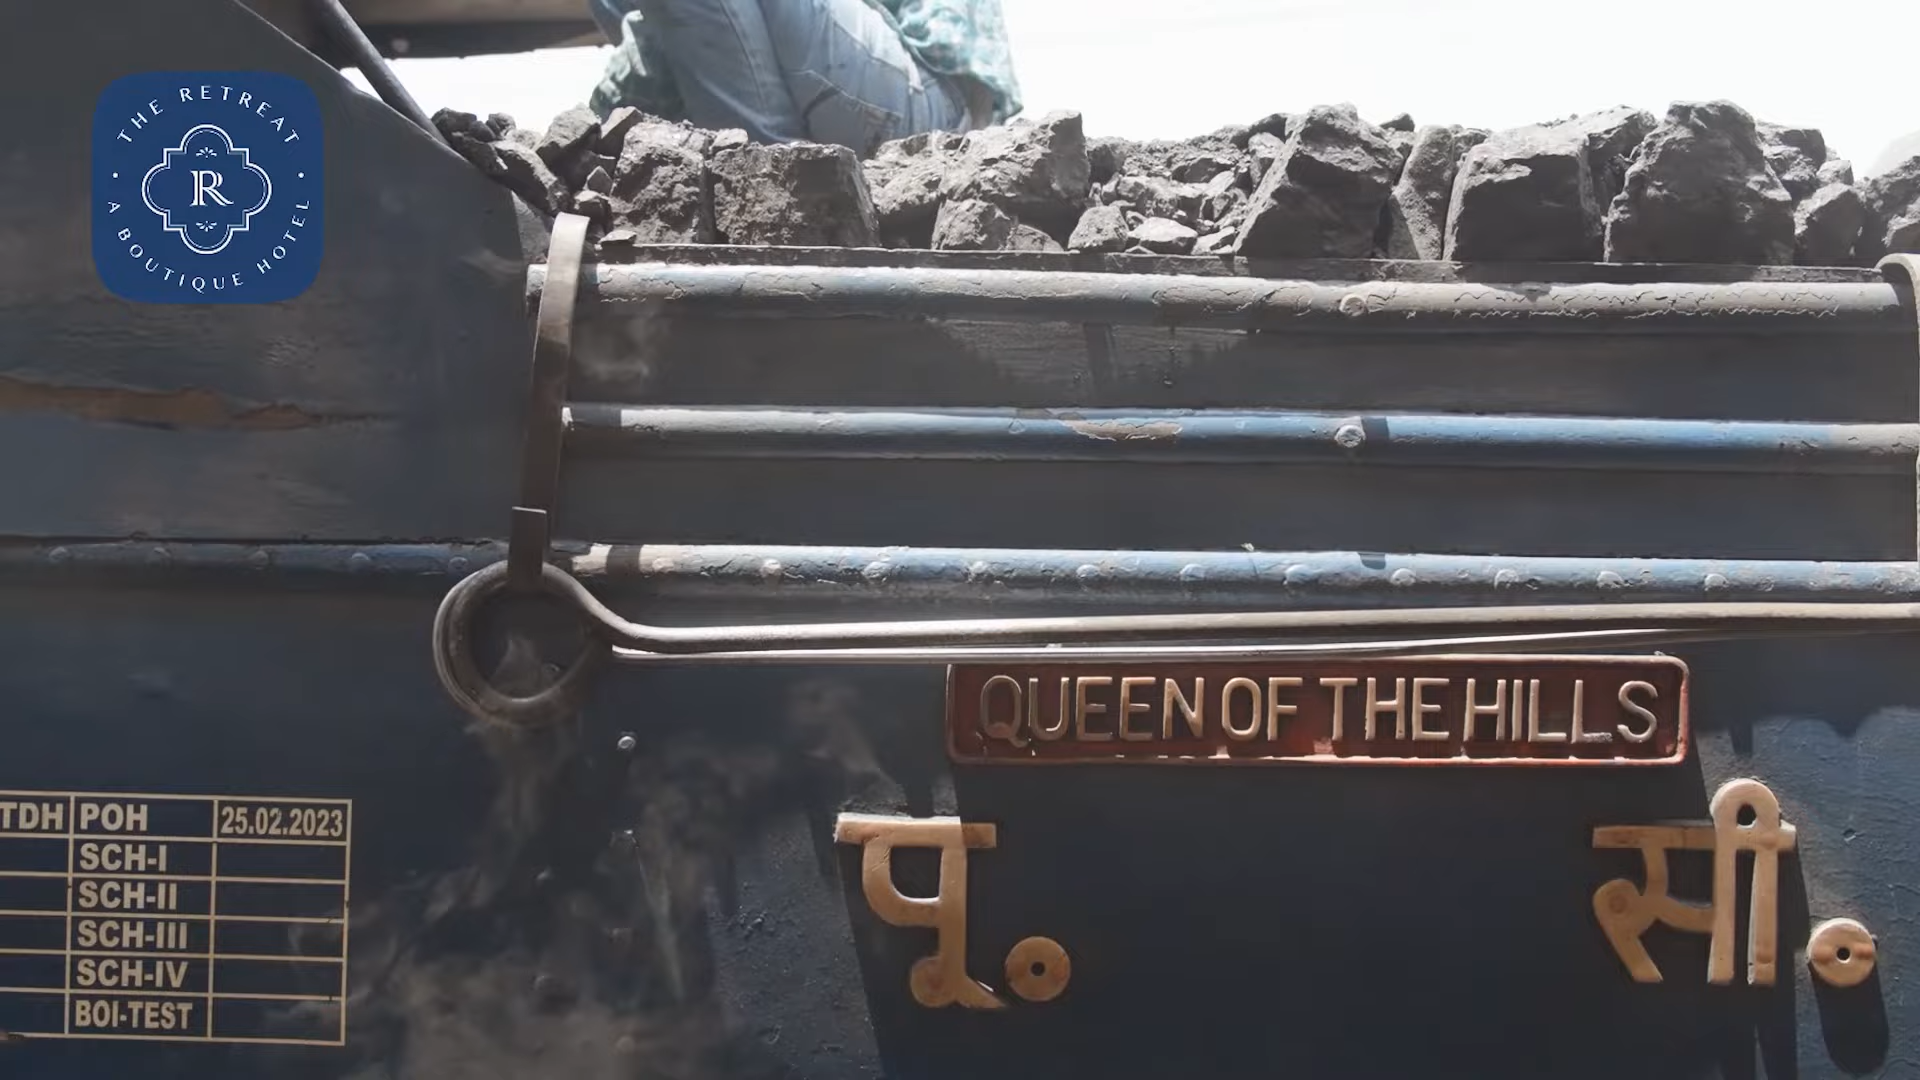 THE RETREAT
A BOUTIQUE HOTEL
R
QUEEN OF THE HILLS
पू॰ सी॰
TDH POH 25.02.2023
SCH-I
SCH-II
SCH-III
SCH-IV
BOI-TEST